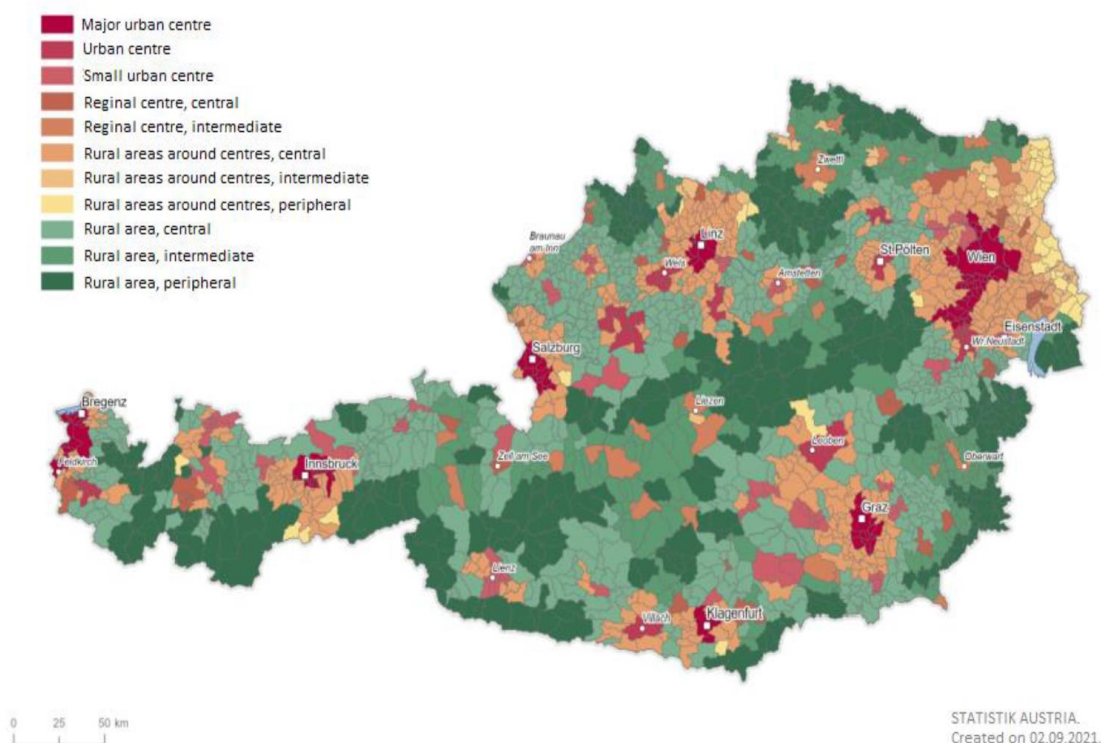 Major urban centre
Urban centre
Small urban centre
Reginal centre, central
Reginal centre, intermediate
Rural areas around centres, central
Rural areas around centres, intermediate
Rural areas around centres, peripheral
Rural area, central
Rural area, intermediate
Rural area, peripheral
Zwettl
Linz
Braunau
am Inn
Wels
St.Pölten
Wien
Amstetten
Eisenstadt
Wr.Neustadt
Salzburg
Bregenz
Liezen
Leoben
Feldkirch
Innsbruck
Zell am See
Oberwart
Graz
Lienz
Villach
Klagenfurt
0 25 50 km
STATISTIK AUSTRIA.
Created on 02.09.2021.